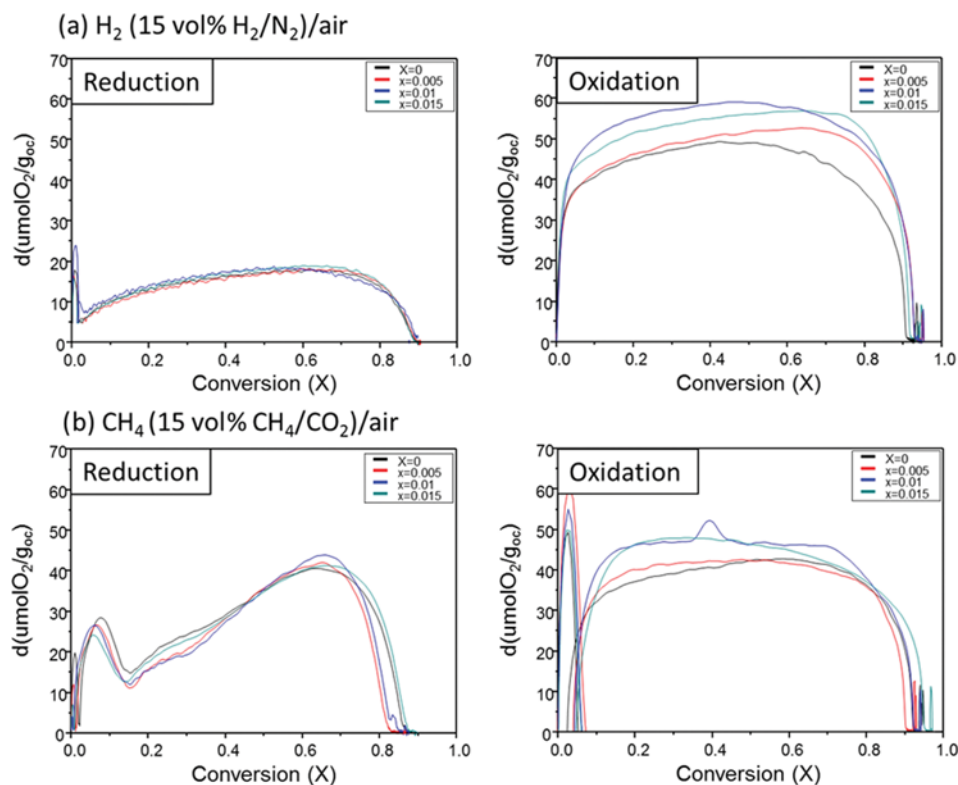 (a) H₂ (15 vol% H₂/N₂)/air
Reduction
X=0
x=0.005
x=0.01
x=0.015
d(umolO₂/gₒc)
70
60
50
40
30
20
10
0
0.0 0.2 0.4 0.6 0.8 1.0
Conversion (X)
Oxidation
X=0
x=0.005
x=0.01
x=0.015
d(umolO₂/gₒc)
70
60
50
40
30
20
10
0
0.0 0.2 0.4 0.6 0.8 1.0
Conversion (X)
(b) CH₄ (15 vol% CH₄/CO₂)/air
Reduction
X=0
x=0.005
x=0.01
x=0.015
d(umolO₂/gₒc)
70
60
50
40
30
20
10
0
0.0 0.2 0.4 0.6 0.8 1.0
Conversion (X)
Oxidation
X=0
x=0.005
x=0.01
x=0.015
d(umolO₂/gₒc)
70
60
50
40
30
20
10
0
0.0 0.2 0.4 0.6 0.8 1.0
Conversion (X)